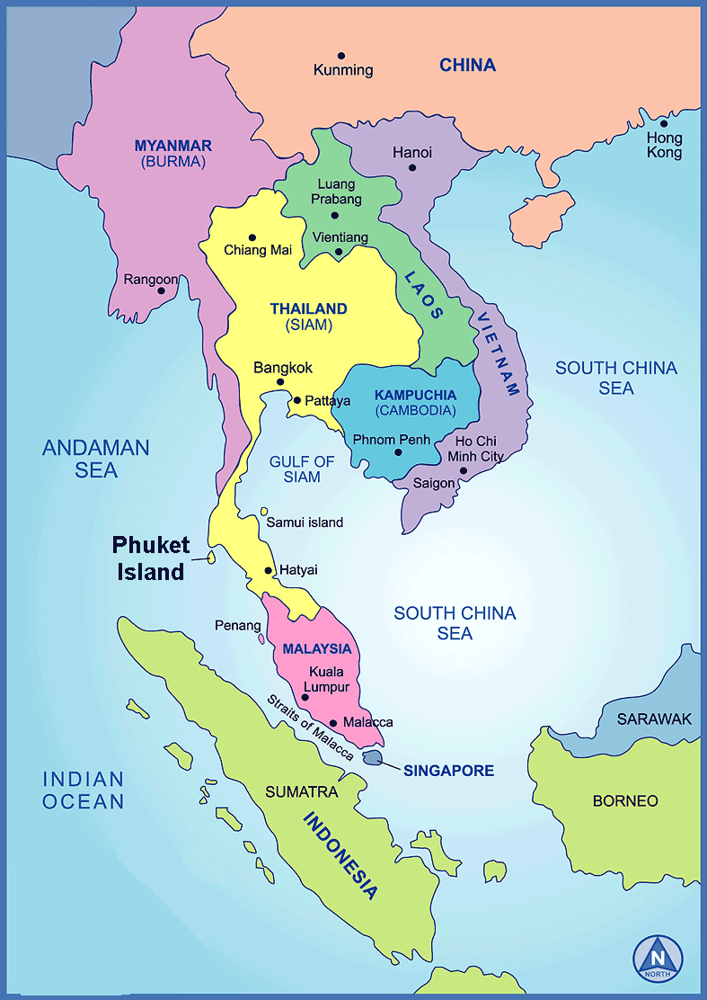 Kunming
CHINA
Hong
Kong
MYANMAR
(BURMA)
Hanoi
Luang
Prabang
Vientiang
Chiang Mai
Rangoon
LAOS
THAILAND
(SIAM)
VIETNAM
Bangkok
Pattaya
KAMPUCHIA
(CAMBODIA)
SOUTH CHINA
SEA
Phnom Penh
Ho Chi
Minh City
Saigon
ANDAMAN
SEA
GULF OF
SIAM
Samui island
Phuket
Island
Hatyai
SOUTH CHINA
SEA
Penang
MALAYSIA
Kuala
Lumpur
Malacca
Straits of Malacca
SARAWAK
SINGAPORE
INDIAN
OCEAN
SUMATRA
BORNEO
INDONESIA
N
NORTH